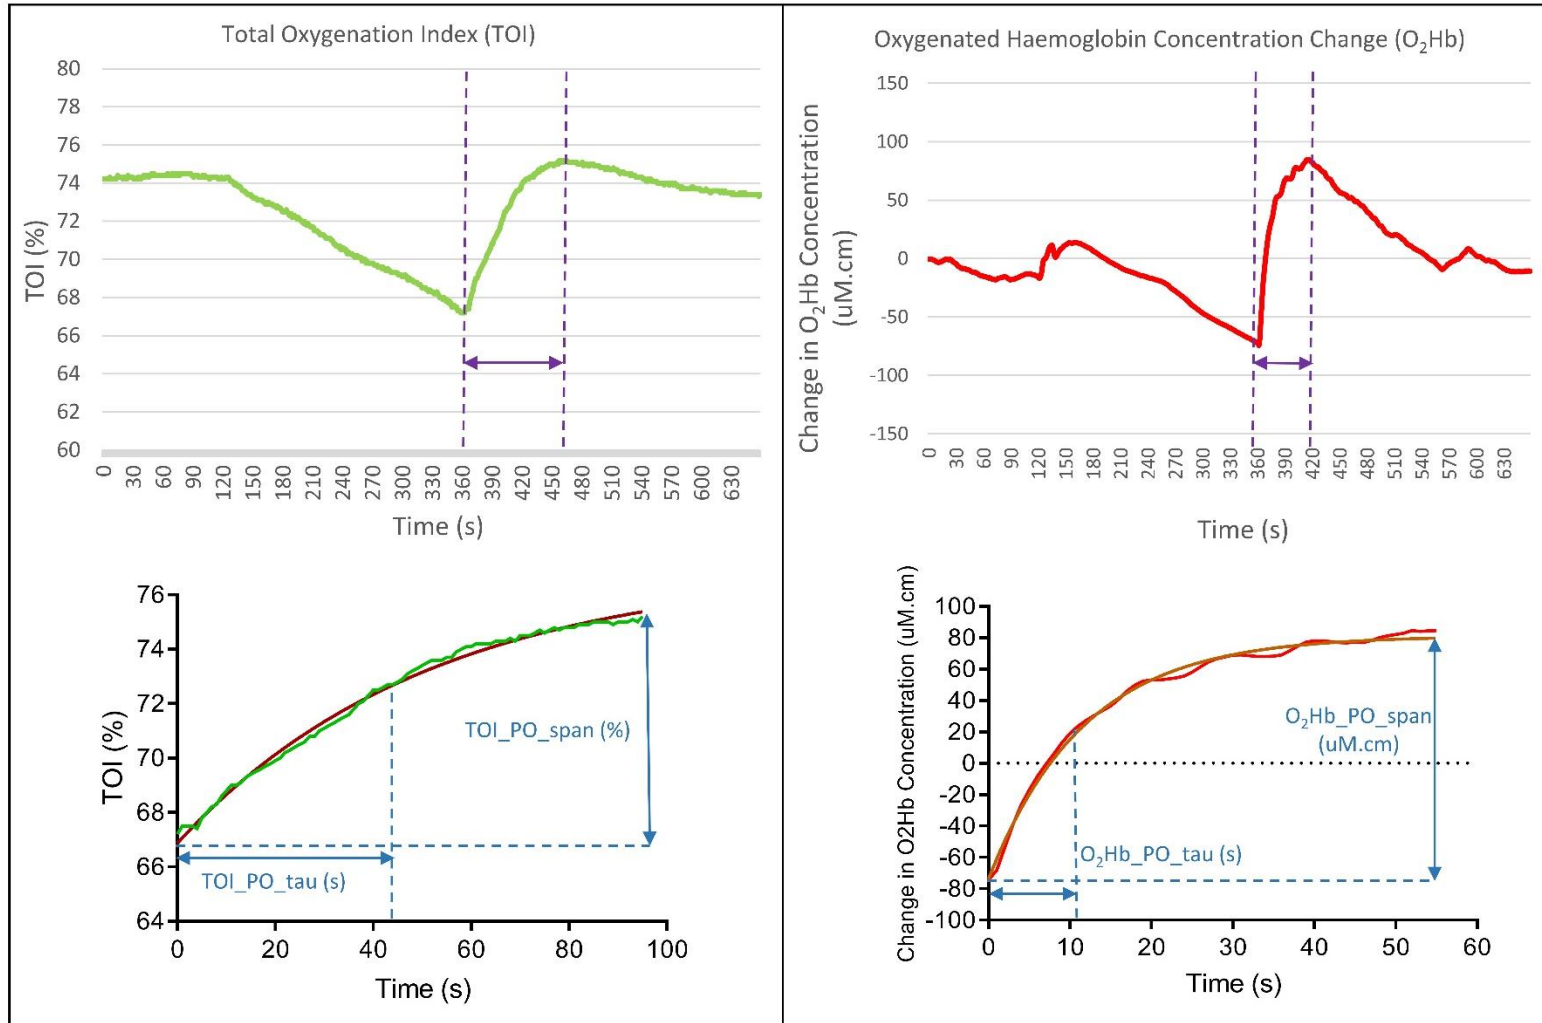 Total Oxygenation Index (TOI)
80
78
76
74
72
70
68
66
64
62
60
TOI (%)
0 30 60 90 120 150 180 210 240 270 300 330 360 390 420 450 480 510 540 570 600 630
Time (s)
Oxygenated Haemoglobin Concentration Change (O₂Hb)
150
100
50
0
-50
-100
-150
Change in O₂Hb Concentration
(uM.cm)
0 30 60 90 120 150 180 210 240 270 300 330 360 390 420 450 480 510 540 570 600 630
Time (s)
76
74
72
70
68
66
64
TOI (%)
TOI_PO_span (%)
TOI_PO_tau (s)
0 20 40 60 80 100
Time (s)
100
80
60
40
20
0
-20
-40
-60
-80
-100
Change in O2Hb Concentration (uM.cm)
O₂Hb_PO_span
(uM.cm)
O₂Hb_PO_tau (s)
0 10 20 30 40 50 60
Time (s)